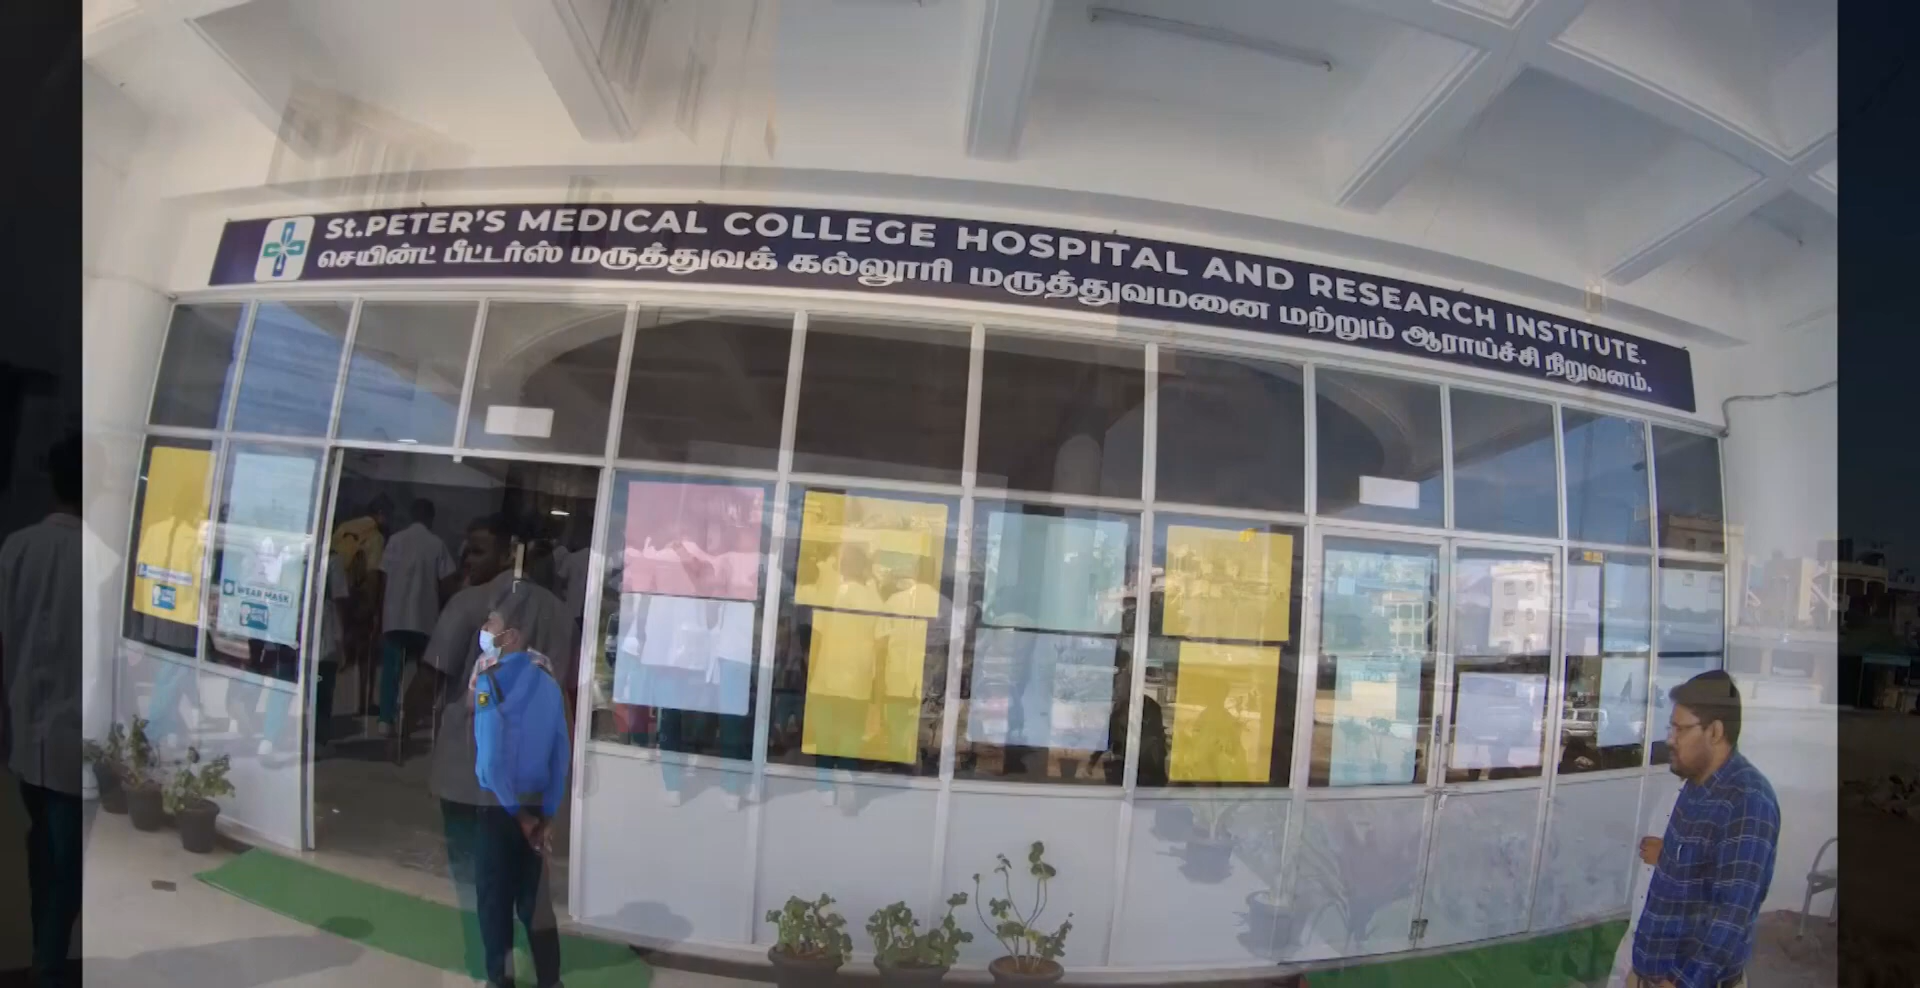 St.PETER'S MEDICAL COLLEGE HOSPITAL AND RESEARCH INSTITUTE.
செயின்ட் பீட்டர்ஸ் மருத்துவக் கல்லூரி மருத்துவமனை மற்றும் ஆராய்ச்சி நிறுவனம்.
WEAR MASK